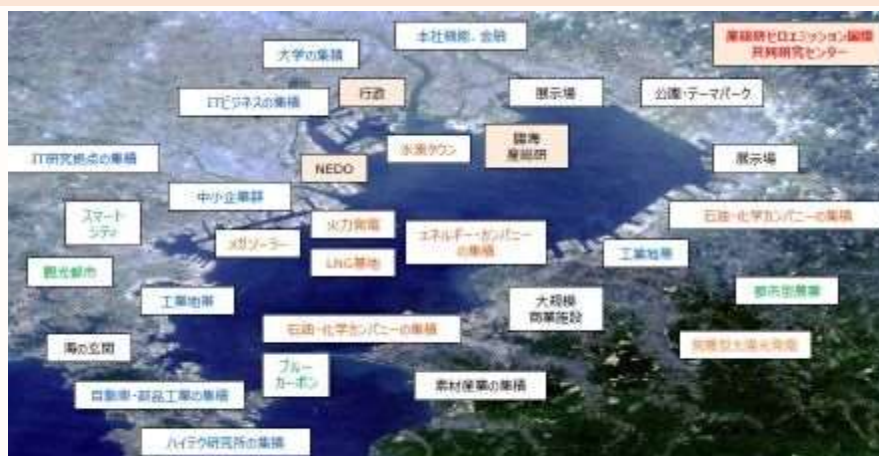 本社機能、金融
産総研ゼロエミッション国際
共同研究センター
大学の集積
ITビジネスの集積
行政
展示場
公園・テーマパーク
水素タウン
臨海
産総研
IT研究拠点の集積
NEDO
展示場
中小企業群
スマート
シティ
火力発電
石油・化学カンパニーの集積
メガソーラー
エネルギー・カンパニー
の集積
工業地帯
LNG基地
観光都市
都市型農業
工業地帯
大規模
商業施設
石油・化学カンパニーの集積
海の玄関
営農型太陽光発電
ブルー
カーボン
素材産業の集積
自動車・部品工業の集積
ハイテク研究所の集積